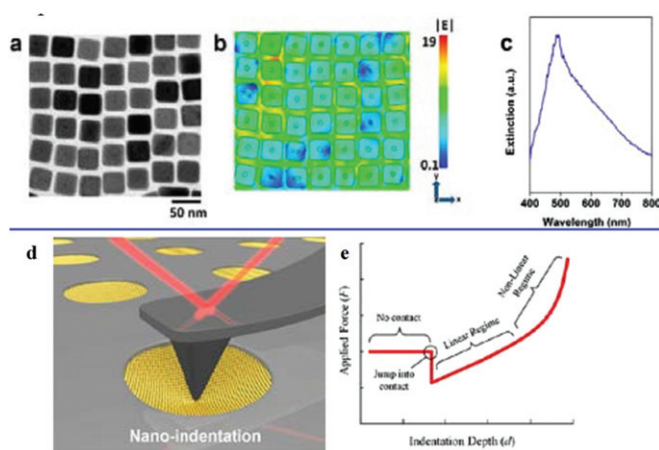 a
50 nm
b
|E|
19
0.1
y
x
c
Extinction (a.u.)
400 500 600 700 800
Wavelength (nm)
d
Nano-indentation
e
Applied Force (F)
No contact
Jump into
contact
Linear Regime
Non-Linear
Regime
Indentation Depth (d)